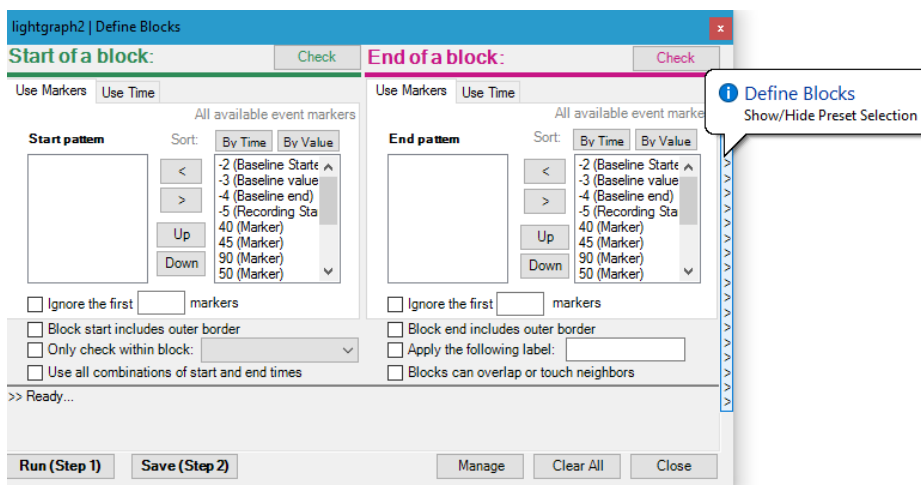 lightgraph2 | Define Blocks
x
Start of a block:
Check
End of a block:
Check
Use Markers
Use Time
Use Markers
Use Time
Define Blocks
Show/Hide Preset Selection
All available event markers
All available event marke
Start pattern
Sort:
By Time
By Value
End pattern
Sort:
By Time
By Value
<
>
Up
Down
-2 (Baseline Starte
-3 (Baseline value
-4 (Baseline end)
-5 (Recording Sta
40 (Marker)
45 (Marker)
90 (Marker)
50 (Marker)
<
>
Up
Down
-2 (Baseline Starte
-3 (Baseline value
-4 (Baseline end)
-5 (Recording Sta
40 (Marker)
45 (Marker)
90 (Marker)
50 (Marker)
Ignore the first markers
Ignore the first markers
Block start includes outer border
Only check within block:
Use all combinations of start and end times
Block end includes outer border
Apply the following label:
Blocks can overlap or touch neighbors
>> Ready...
Run (Step 1)
Save (Step 2)
Manage
Clear All
Close